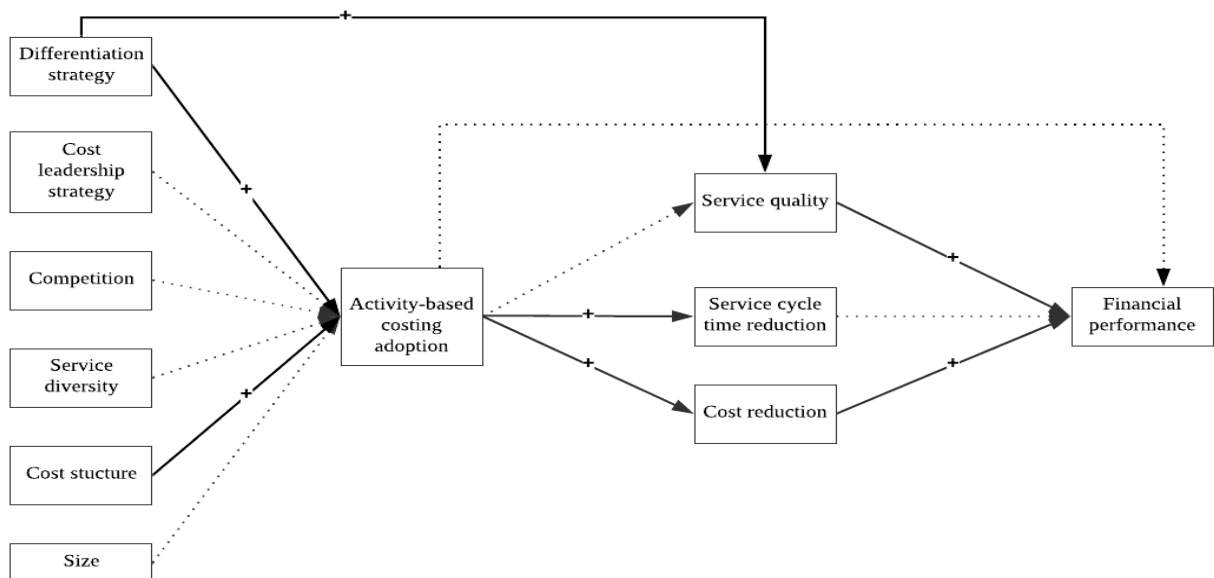 +
Differentiation
strategy
+
Cost
leadership
strategy
Service quality
+
Competition
Activity-based
costing
adoption
+
Service cycle
time reduction
Financial
performance
Service
diversity
+
+
+
Cost reduction
Cost stucture
Size